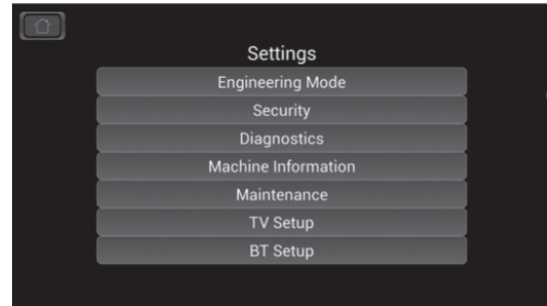 Settings
Engineering Mode
Security
Diagnostics
Machine Information
Maintenance
TV Setup
BT Setup